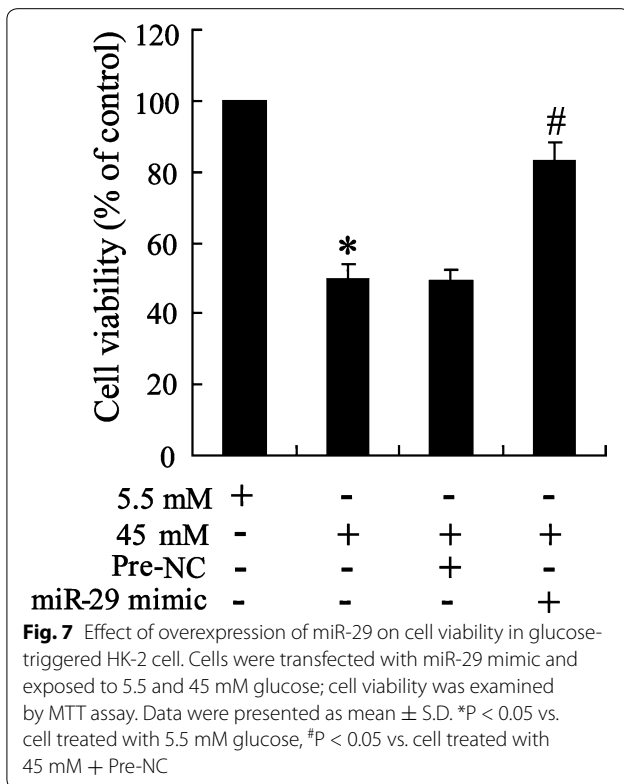 120
100
80
60
40
20
0
Cell viability (% of control)
*
#
5.5 mM + - - -
45 mM - + + +
Pre-NC - - + -
miR-29 mimic - - - +
Fig. 7 Effect of overexpression of miR-29 on cell viability in glucose-
triggered HK-2 cell. Cells were transfected with miR-29 mimic and
exposed to 5.5 and 45 mM glucose; cell viability was examined
by MTT assay. Data were presented as mean ± S.D. *P < 0.05 vs.
cell treated with 5.5 mM glucose, #P < 0.05 vs. cell treated with
45 mM + Pre-NC